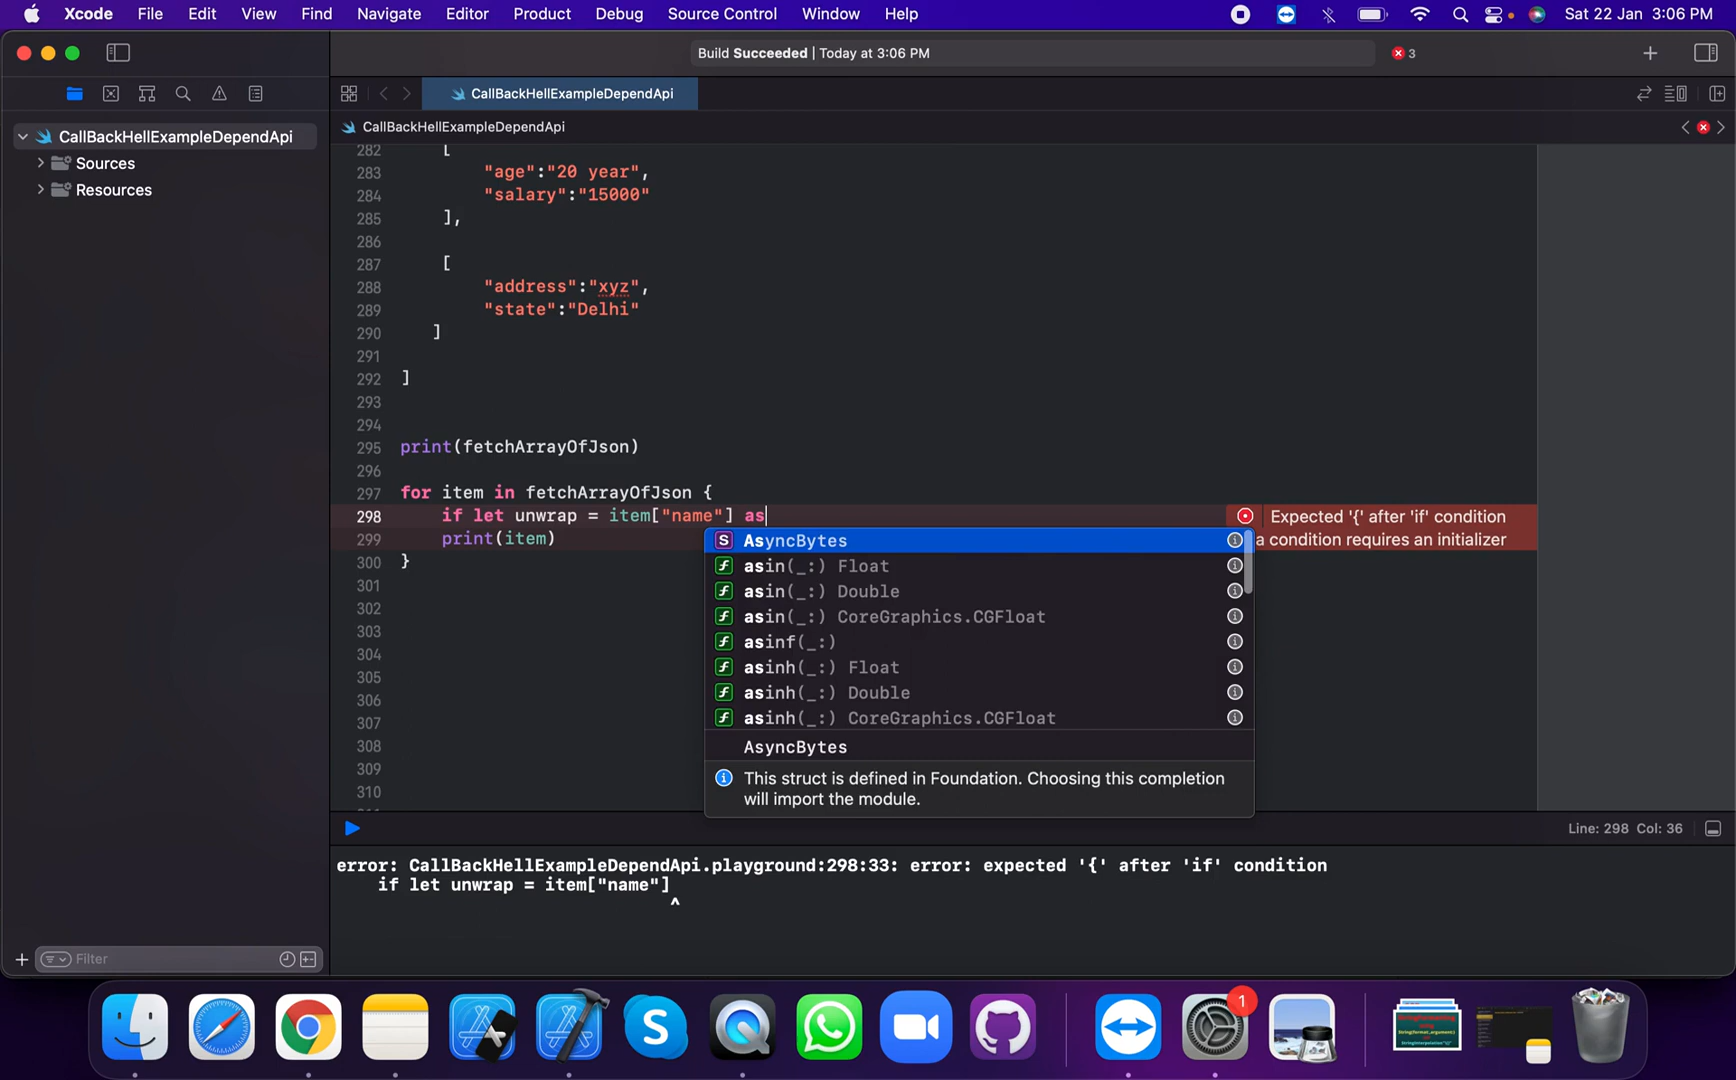 Xcode File Edit View Find Navigate Editor Product Debug Source Control Window Help Sat 22 Jan 3:06 PM
Build Succeeded | Today at 3:06 PM 3
CallBackHellExampleDependApi
CallBackHellExampleDependApi
CallBackHellExampleDependApi
Sources
Resources
282 [
283 "age":"20 year",
284 "salary":"15000"
285 ],
286
287 [
288 "address":"xyz",
289 "state":"Delhi"
290 ]
291
292 ]
293
294
295 print(fetchArrayOfJson)
296
297 for item in fetchArrayOfJson {
298 if let unwrap = item["name"] as Expected '{' after 'if' condition
299 print(item) a condition requires an initializer
300 }
301
302
303
304
305
306
307
308
309
310
S AsyncBytes
f asin(_:) Float
f asin(_:) Double
f asin(_:) CoreGraphics.CGFloat
f asinf(_:)
f asinh(_:) Float
f asinh(_:) Double
f asinh(_:) CoreGraphics.CGFloat
AsyncBytes
This struct is defined in Foundation. Choosing this completion
will import the module.
Line: 298 Col: 36
error: CallBackHellExampleDependApi.playground:298:33: error: expected '{' after 'if' condition
if let unwrap = item["name"]
^
Filter
S
1